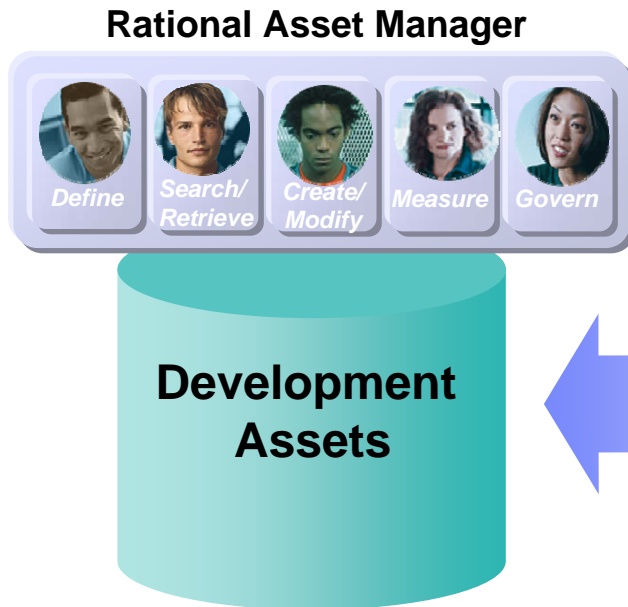 Rational Asset Manager
Define
Search/
Retrieve
Create/
Modify
Measure
Govern
Development
Assets